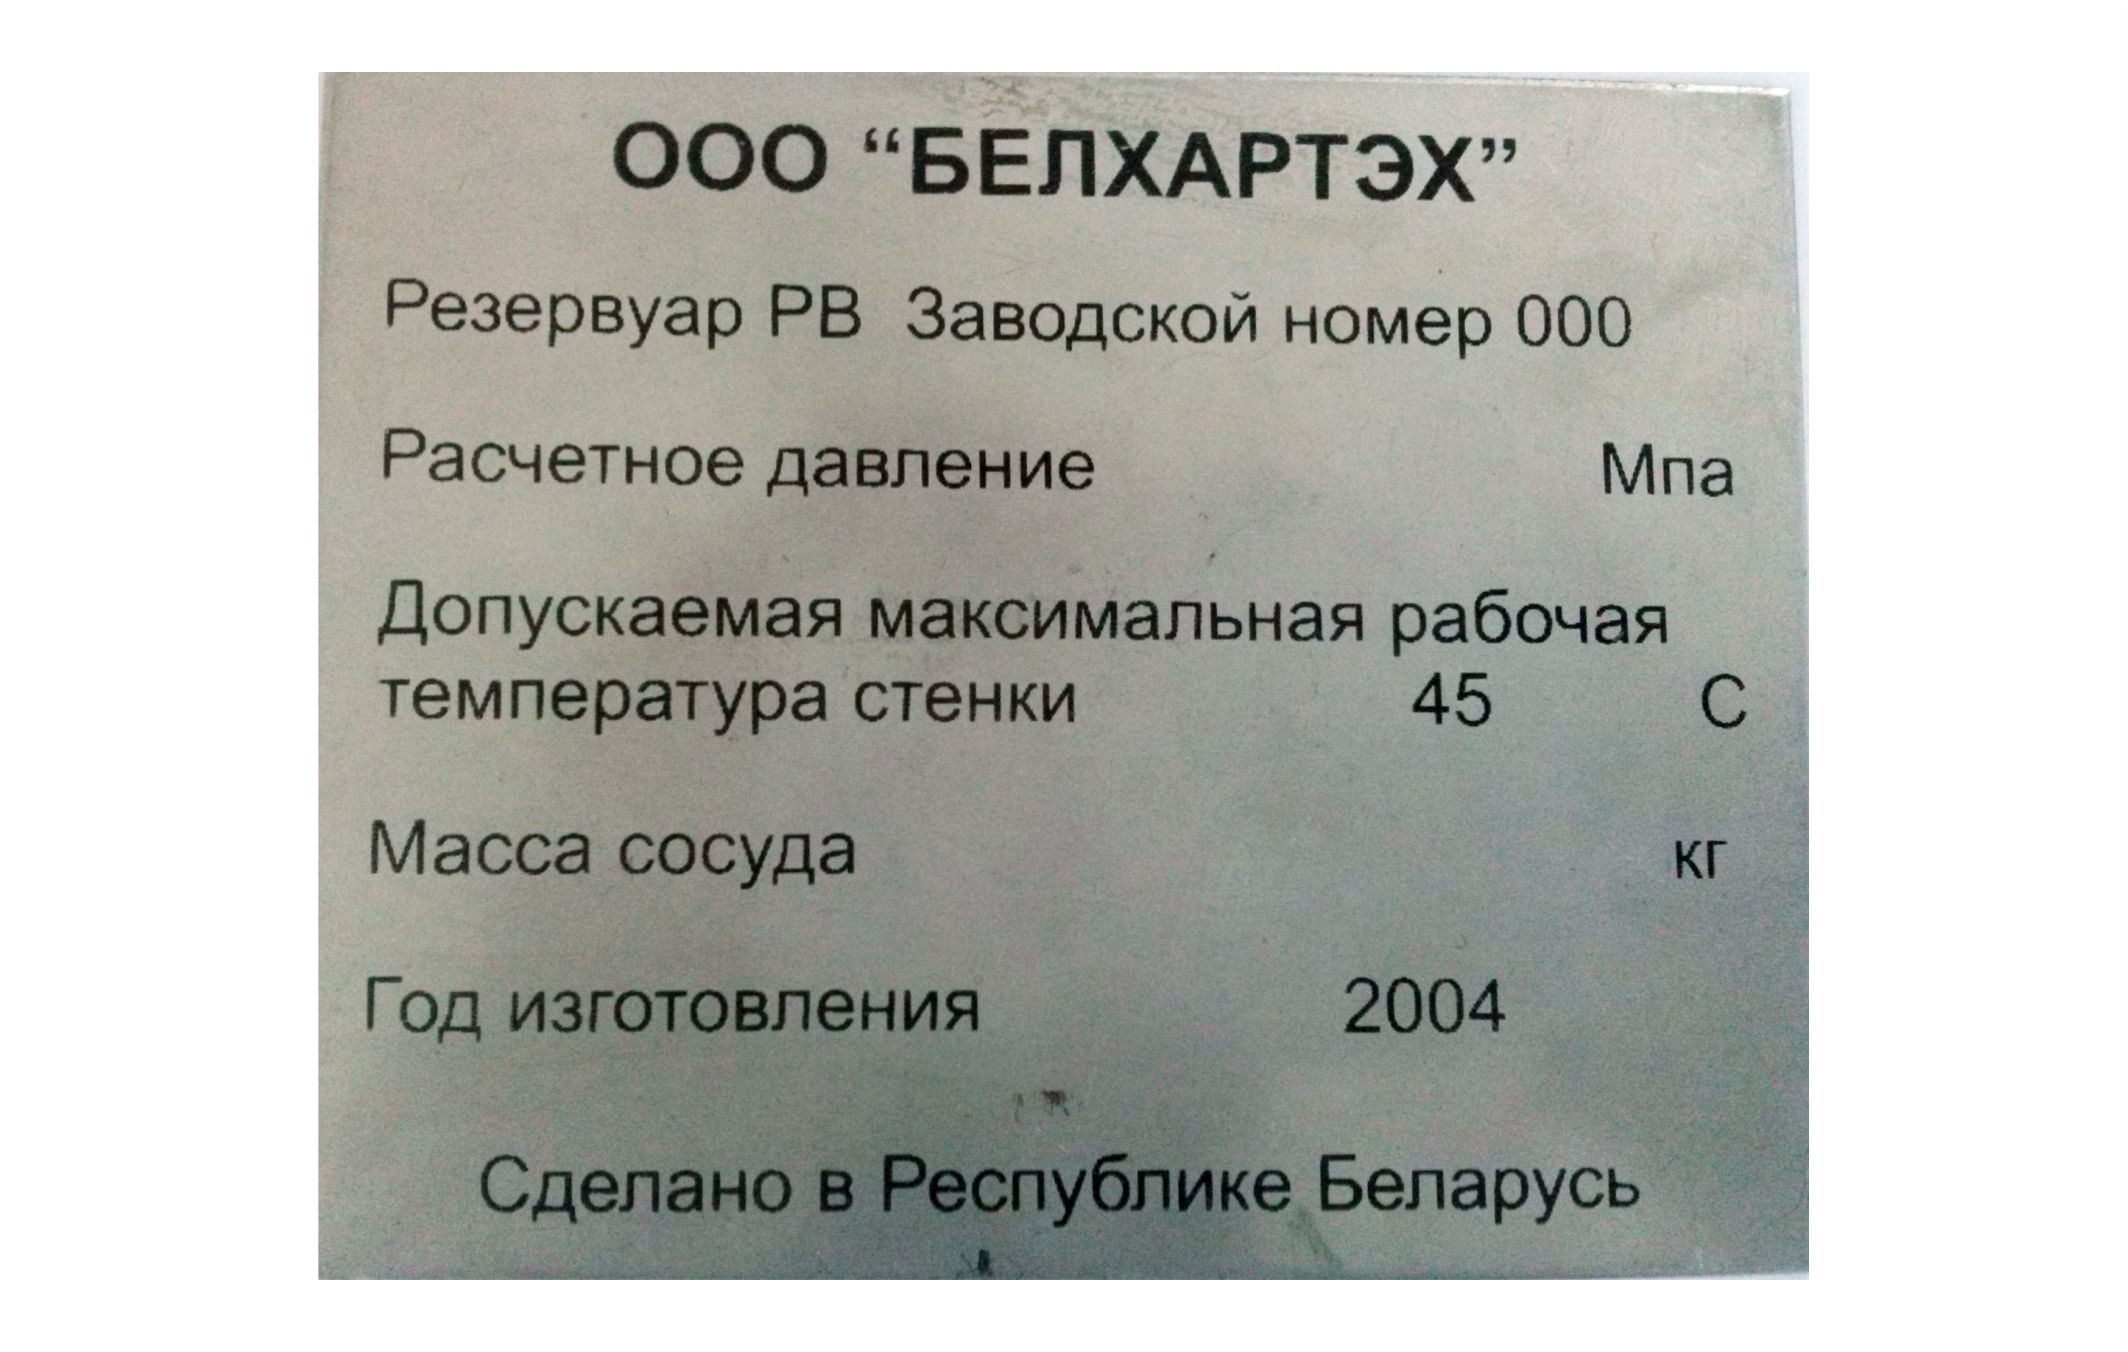 ООО “БЕЛХАРТЭХ”
Резервуар РВ Заводской номер 000
Расчетное давление Мпа
Допускаемая максимальная рабочая
температура стенки 45 С
Масса сосуда кг
Год изготовления 2004
Сделано в Республике Беларусь